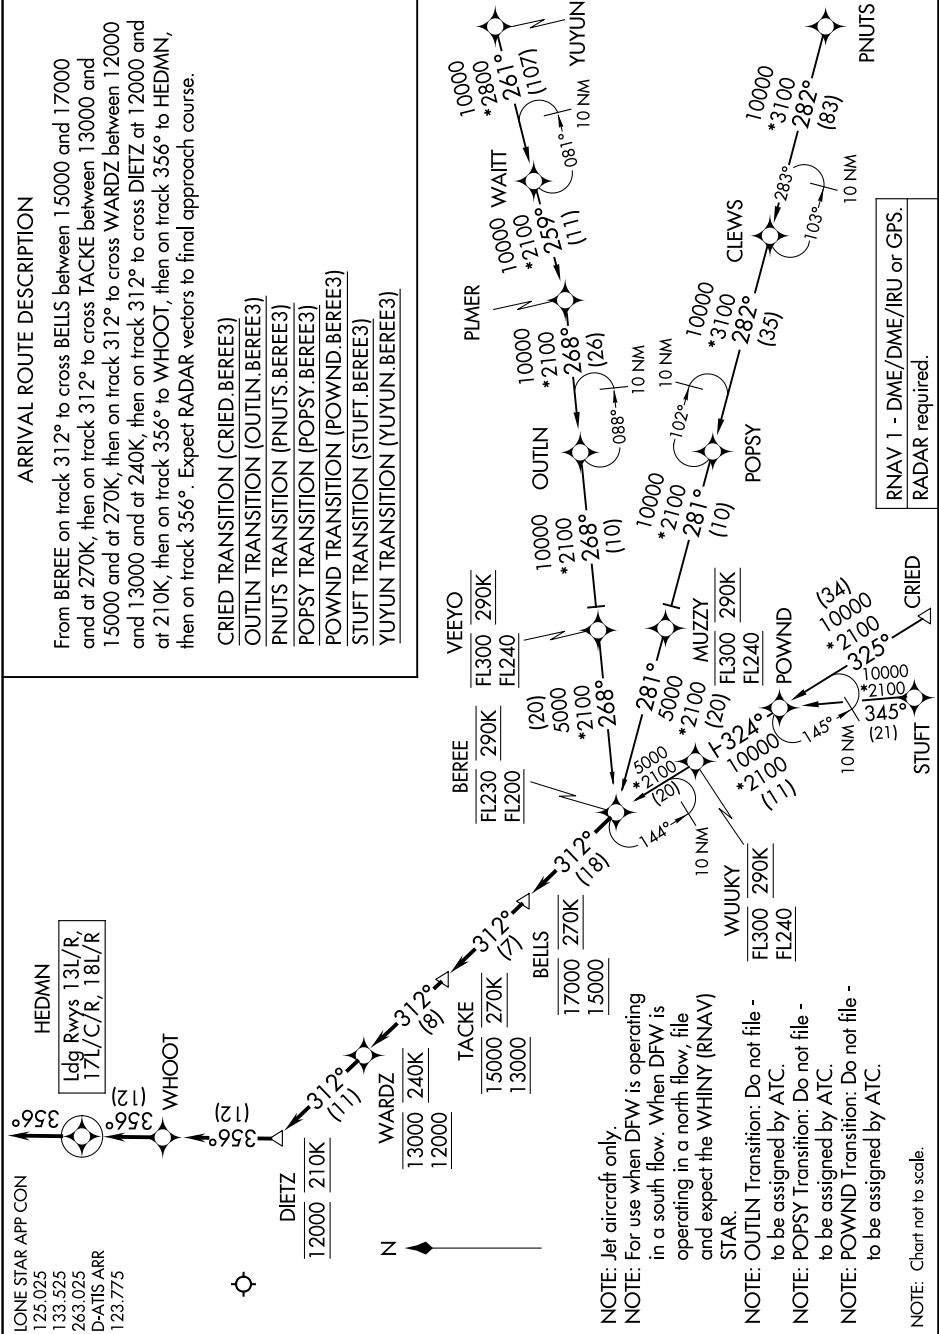 LONE STAR APP CON
125.025
133.525
263.025
D-ATIS ARR
123.775
356°
HEDMN
Ldg Rwys 13L/R,
17L/C/R, 18L/R
356°
(12)
WHOOT
356°
(12)
DIETZ
12000 210K
312°
(11)
WARDZ
13000 240K
12000
312°
(8)
TACKE
15000 270K
13000
312°
(7)
BELLS
17000 270K
15000
312°
(18)
BEREE
FL230 290K
FL200
144°
10 NM
N
ARRIVAL ROUTE DESCRIPTION
From BEREE on track 312° to cross BELLS between 15000 and 17000
and at 270K, then on track 312° to cross TACKE between 13000 and
15000 and at 270K, then on track 312° to cross WARDZ between 12000
and 13000 and at 240K, then on track 312° to cross DIETZ at 12000 and
at 210K, then on track 356° to WHOOT, then on track 356° to HEDMN,
then on track 356°. Expect RADAR vectors to final approach course.
CRIED TRANSITION (CRIED.BEREE3)
OUTLN TRANSITION (OUTLN.BEREE3)
PNUTS TRANSITION (PNUTS.BEREE3)
POPSY TRANSITION (POPSY.BEREE3)
POWND TRANSITION (POWND.BEREE3)
STUFT TRANSITION (STUFT.BEREE3)
YUYUN TRANSITION (YUYUN.BEREE3)
VEEYO
FL300 290K
FL240
(20)
5000
*2100
268°
10000
*2100
268°
(10)
OUTLN
088°
10 NM
10000
*2100
268°
(26)
PLMER
10000
*2100
259°
(11)
WAITT
081°
10 NM
10000
*2800
261°
(107)
YUYUN
281°
5000
*2100
(20)
MUZZY
FL300 290K
FL240
10000
*2100
281°
(10)
POPSY
102°
10 NM
10000
*3100
282°
(35)
CLEWS
283°
103°
10 NM
10000
*3100
282°
(83)
PNUTS
5000
*2100
(20)
WUUKY
FL300 290K
FL240
324°
10000
*2100
(11)
POWND
145°
10 NM
(34)
10000
*2100
325°
CRIED
10000
*2100
345°
(21)
STUFT
RNAV 1 - DME/DME/IRU or GPS.
RADAR required.
NOTE: Jet aircraft only.
NOTE: For use when DFW is operating
in a south flow. When DFW is
operating in a north flow, file
and expect the WHINY (RNAV)
STAR.
NOTE: OUTLN Transition: Do not file -
to be assigned by ATC.
NOTE: POPSY Transition: Do not file -
to be assigned by ATC.
NOTE: POWND Transition: Do not file -
to be assigned by ATC.
NOTE: Chart not to scale.